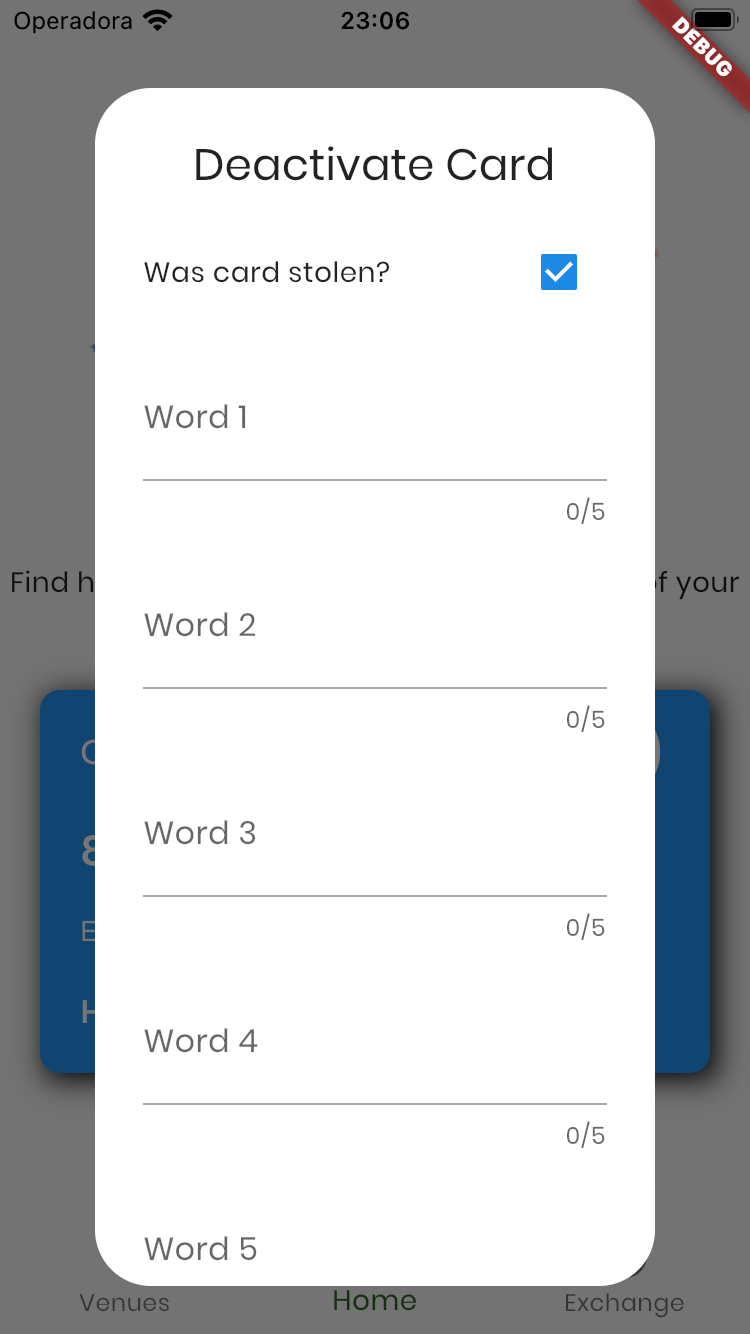 Operadora 23:06
DEBUG
Deactivate Card
Was card stolen?
Word 1
0/5
Find
of your
Word 2
0/5
Word 3
0/5
Word 4
0/5
Word 5
Venues Home Exchange